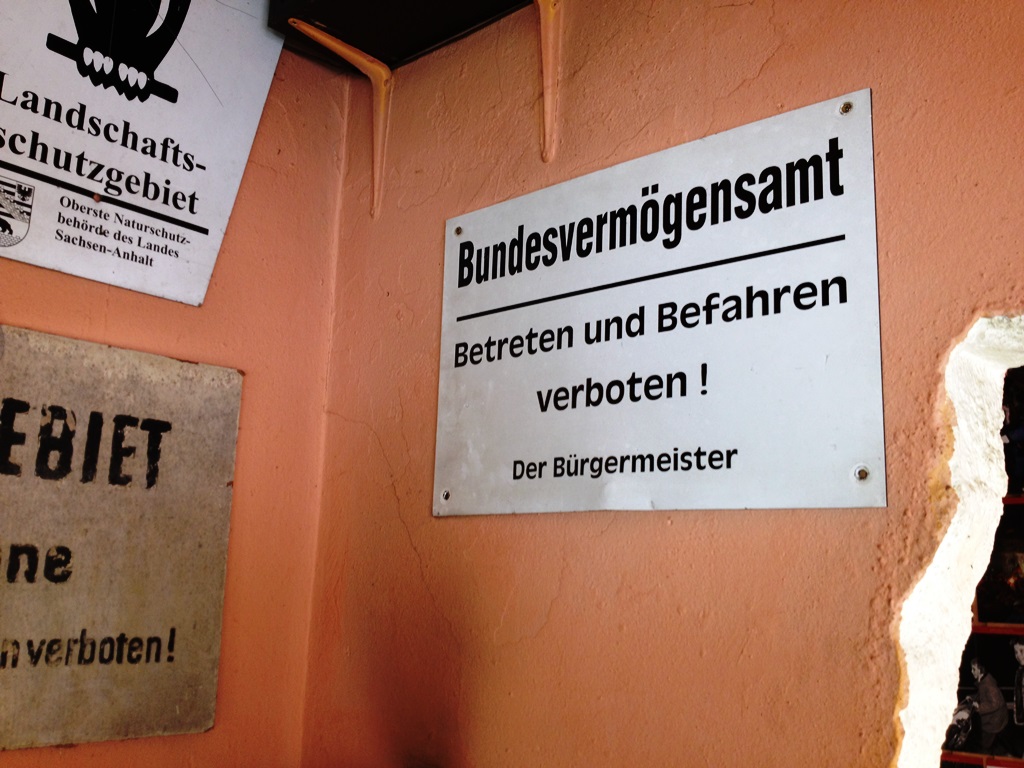 Landschafts-
schutzgebiet
Oberste Naturschutz-
behörde des Landes
Sachsen-Anhalt
EBIET
ne
n verboten!
Bundesvermögensamt
Betreten und Befahren
verboten !
Der Bürgermeister